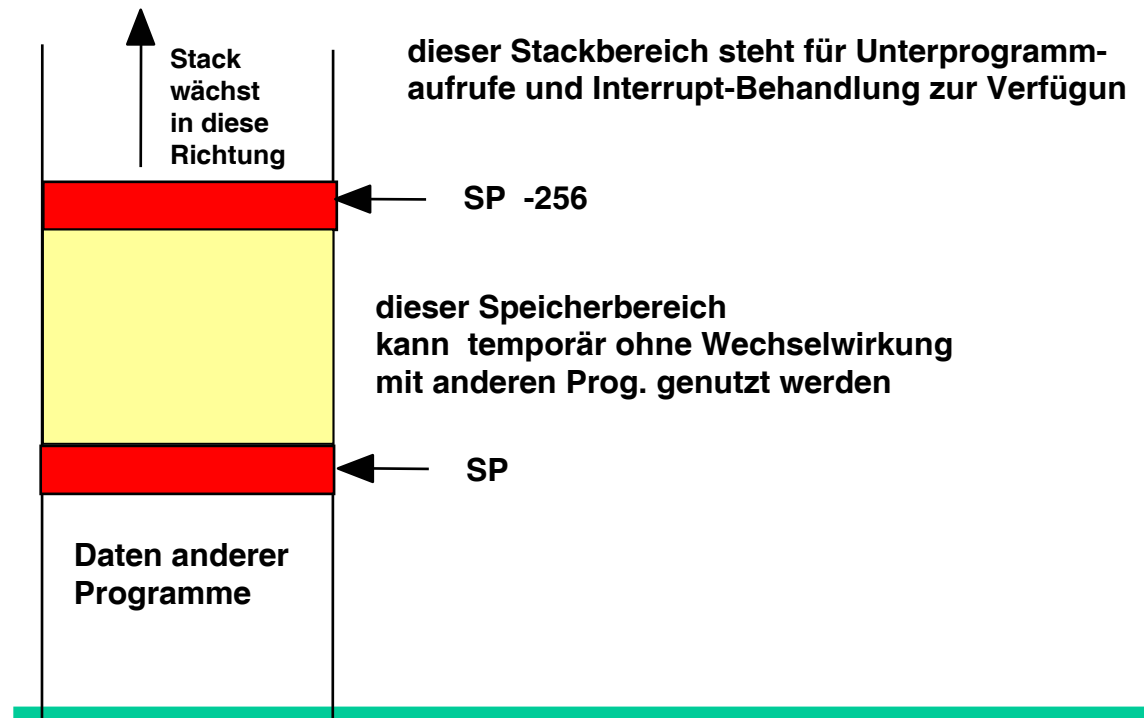 Stack
wächst
in diese
Richtung
dieser Stackbereich steht für Unterprogramm-
aufrufe und Interrupt-Behandlung zur Verfügun
SP -256
dieser Speicherbereich
kann temporär ohne Wechselwirkung
mit anderen Prog. genutzt werden
SP
Daten anderer
Programme